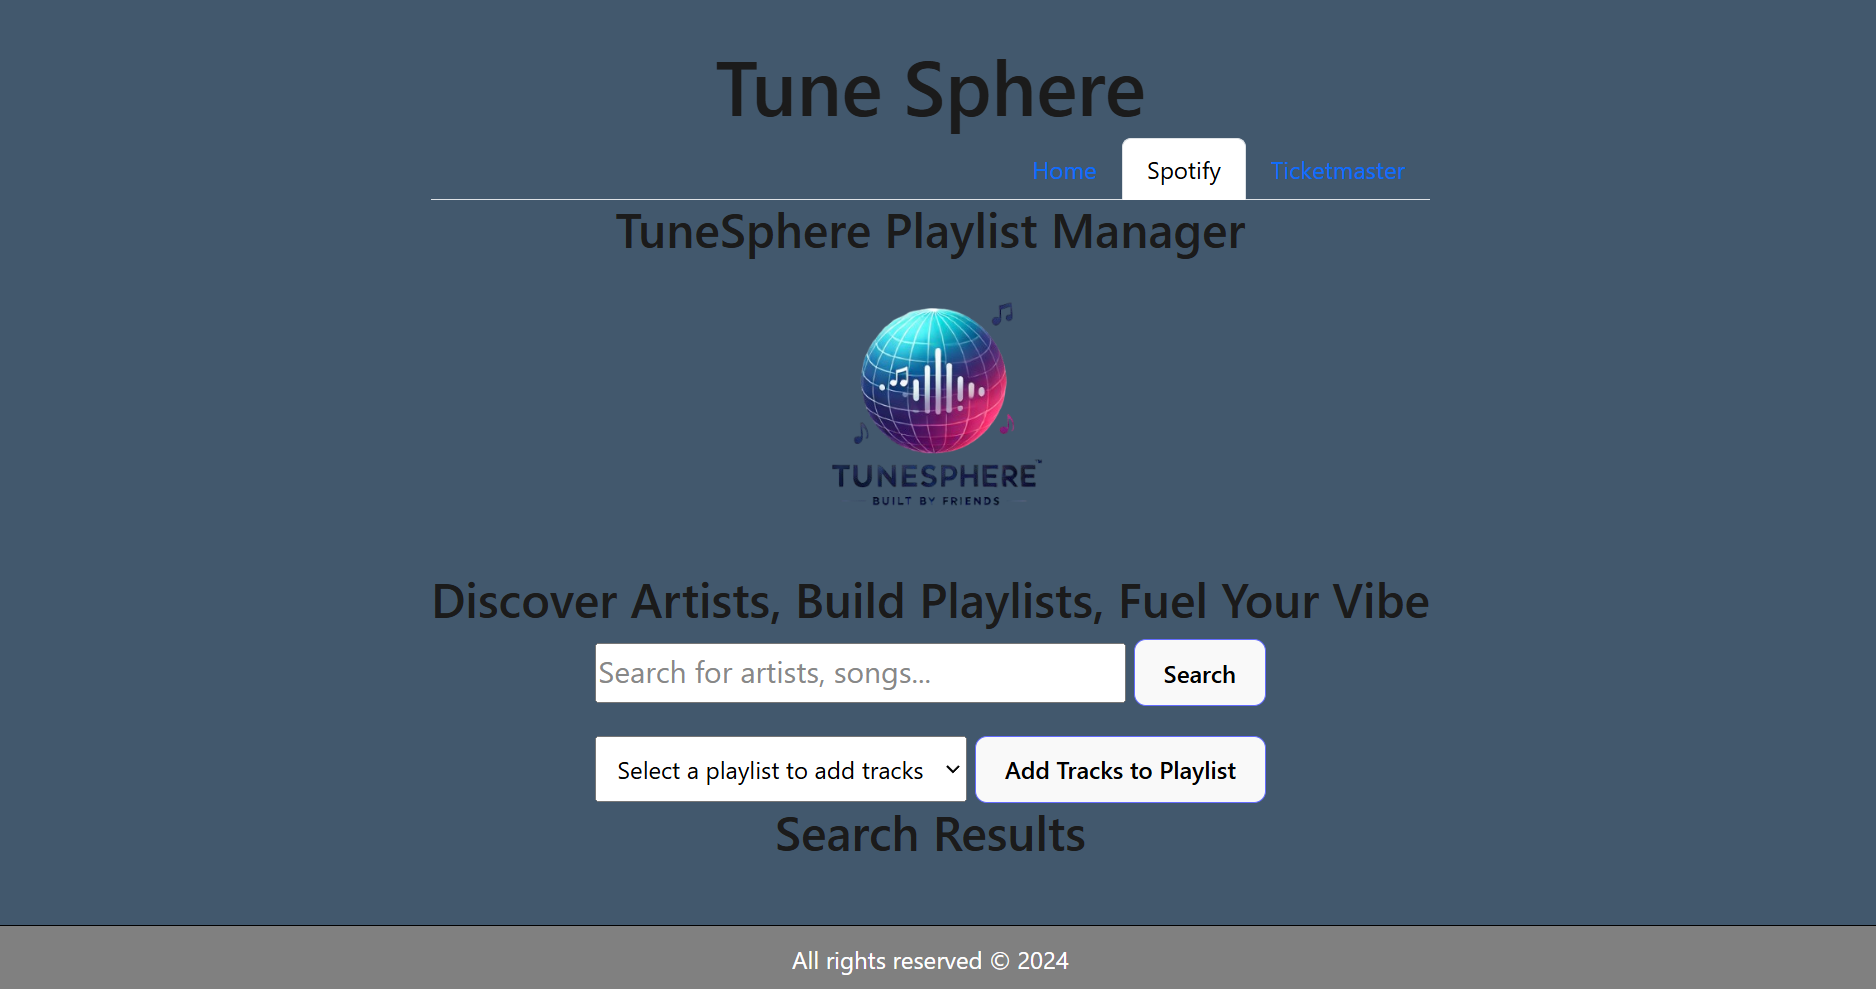 Tune Sphere
Home Spotify Ticketmaster
TuneSphere Playlist Manager
TUNESPHERE™
BUILT BY FRIENDS
Discover Artists, Build Playlists, Fuel Your Vibe
Search for artists, songs... Search
Select a playlist to add tracks Add Tracks to Playlist
Search Results
All rights reserved © 2024